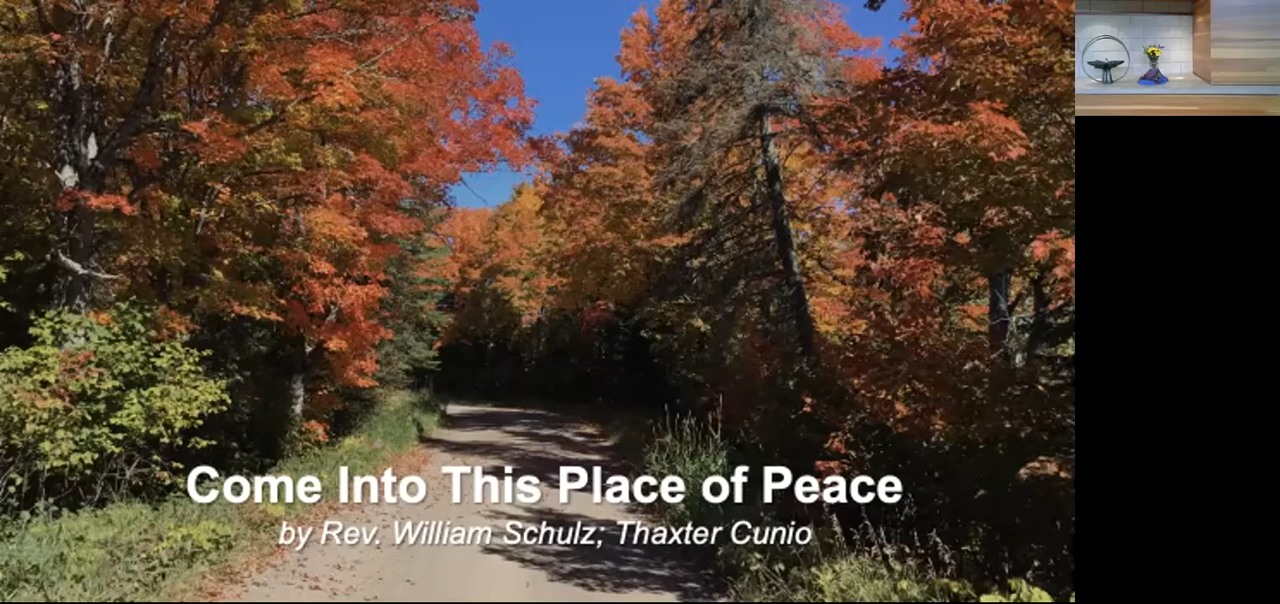 Come Into This Place of Peace
by Rev. William Schulz; Thaxter Cunio